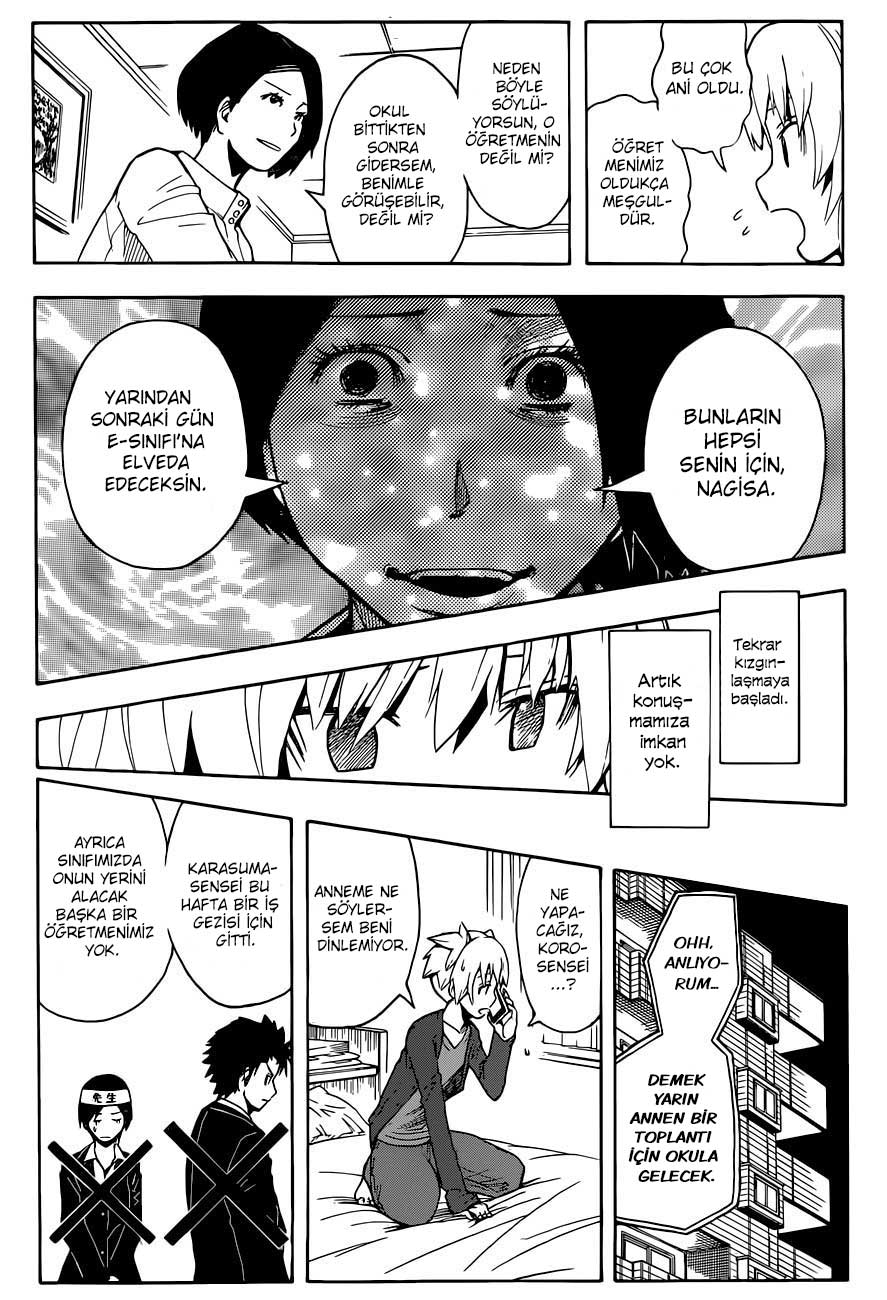 BU ÇOK
ANİ OLDU.
ÖĞRET
MENİMİZ
OLDUKÇA
MEŞGUL-
DÜR.
NEDEN
BÖYLE
SÖYLÜ-
YORSUN, O
ÖĞRETMENİN
DEĞİL Mİ?
OKUL
BİTTİKTEN
SONRA
GİDERSEM,
BENİMLE
GÖRÜŞEBİLİR,
DEĞİL Mİ?
BUNLARIN
HEPSİ
SENİN İÇİN,
NAGISA.
YARINDAN
SONRAKİ GÜN
E-SINIFI'NA
ELVEDA
EDECEKSİN.
Tekrar
kızgın-
laşmaya
başladı.
Artık
konuş-
mamıza
imkan
yok.
OHH,
ANLIYO-
RUM...
DEMEK
YARIN
ANNEN BİR
TOPLANTI
İÇİN OKULA
GELECEK.
NE
YAPA-
CAĞIZ,
KORO-
SENSEI
...?
ANNEME NE
SÖYLER-
SEM BENİ
DİNLEMİYOR.
KARASUMA-
SENSEI BU
HAFTA BİR İŞ
GEZİSİ İÇİN
GİTTİ.
AYRICA
SINIFIMIZDA
ONUN YERİNİ
ALACAK
BAŞKA BİR
ÖĞRETMENİMİZ
YOK.
先生